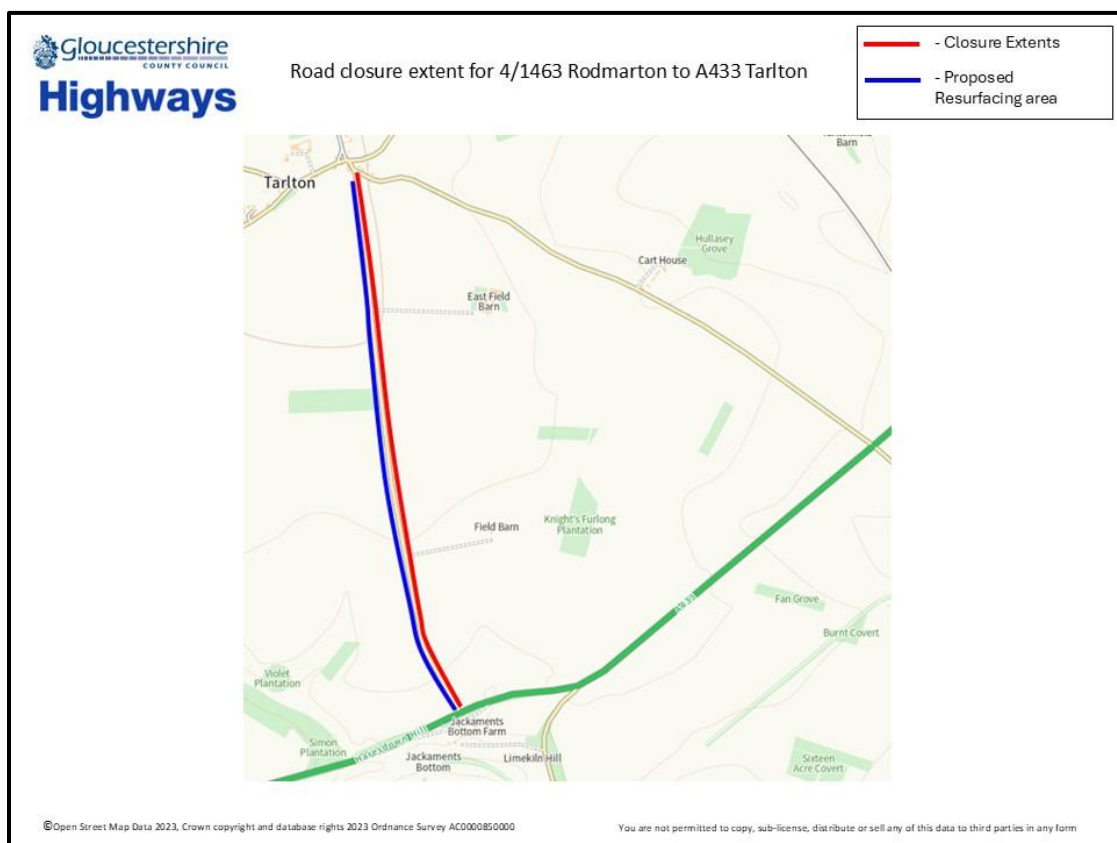 Gloucestershire
COUNTY COUNCIL
Highways
Road closure extent for 4/1463 Rodmarton to A433 Tarlton
- Closure Extents
- Proposed
Resurfacing area
Barn
Tarlton
Hullasey
Grove
Cart House
East Field
Barn
Field Barn
Knight's Furlong
Plantation
Fan Grove
Burnt Covert
Violet
Plantation
Simon
Plantation
Jackaments
Bottom Farm
Jackaments
Bottom
Limekiln Hill
Sixteen
Acre Covert
©Open Street Map Data 2023, Crown copyright and database rights 2023 Ordnance Survey AC0000850000
You are not permitted to copy, sub-license, distribute or sell any of this data to third parties in any form